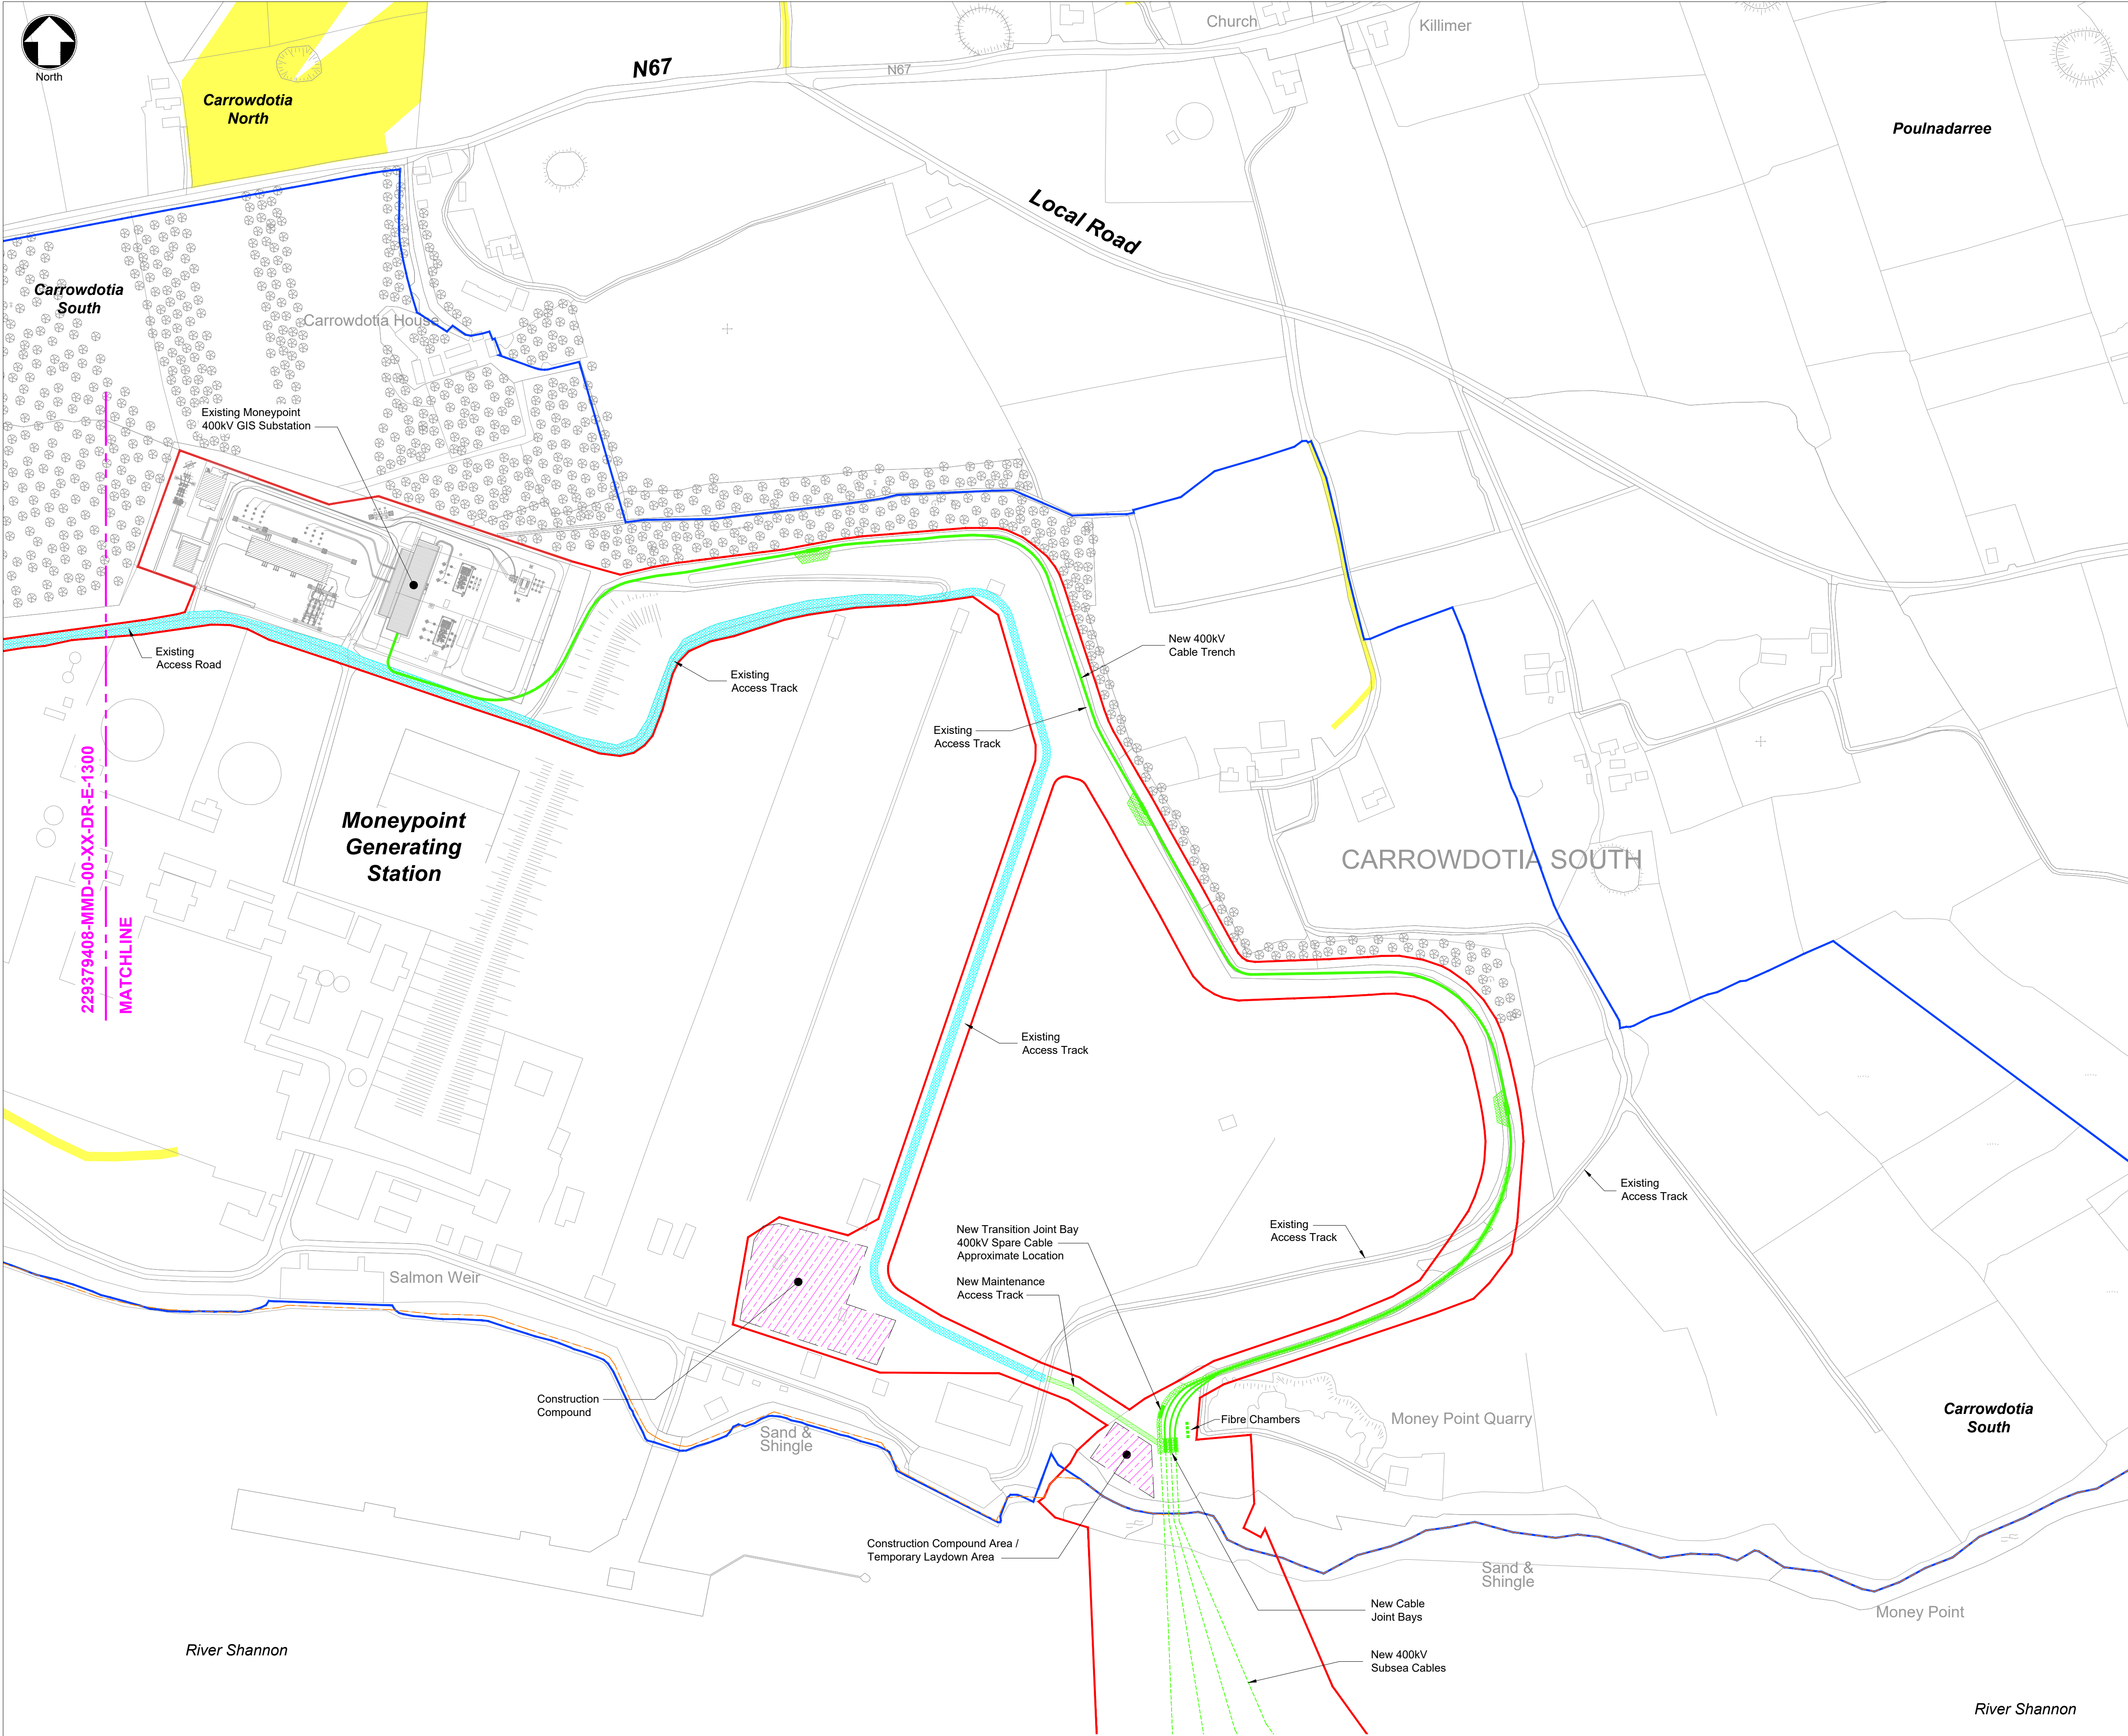 North
Church
Killimer
N67
N67
Carrowdotia
North
Poulnadarree
Local Road
Carrowdotia
South
Carrowdotia House
Existing Moneypoint
400kV GIS Substation
Existing
Access Road
Existing
Access Track
New 400kV
Cable Trench
Existing
Access Track
229379408-MMD-00-XX-DR-E-1300
MATCHLINE
Moneypoint
Generating
Station
CARROWDOTIA SOUTH
Existing
Access Track
Existing
Access Track
Existing
Access Track
New Transition Joint Bay
400kV Spare Cable
Approximate Location
New Maintenance
Access Track
Salmon Weir
Construction
Compound
Sand &
Shingle
Fibre Chambers
Money Point Quarry
Carrowdotia
South
Construction Compound Area /
Temporary Laydown Area
Sand &
Shingle
New Cable
Joint Bays
Money Point
New 400kV
Subsea Cables
River Shannon
River Shannon